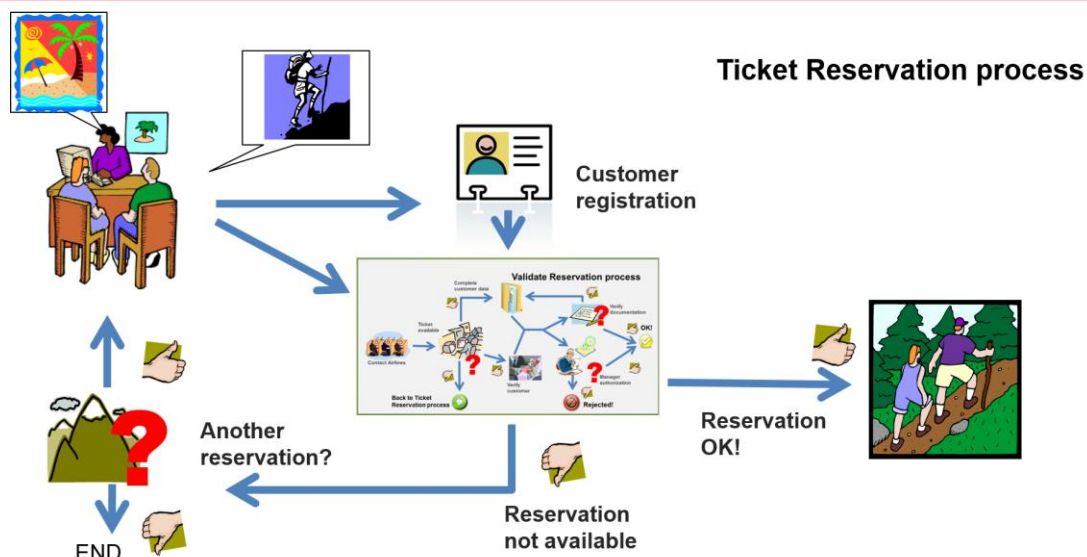 Ticket Reservation process
Customer
registration
Validate Reservation process
Complete
customer data
Ticket
available
Verify
documentation
OK!
Contact Airlines
Verify
customer
Manager
authorization
Back to Ticket
Reservation process
Rejected!
Another
reservation?
Reservation
OK!
Reservation
not available
END